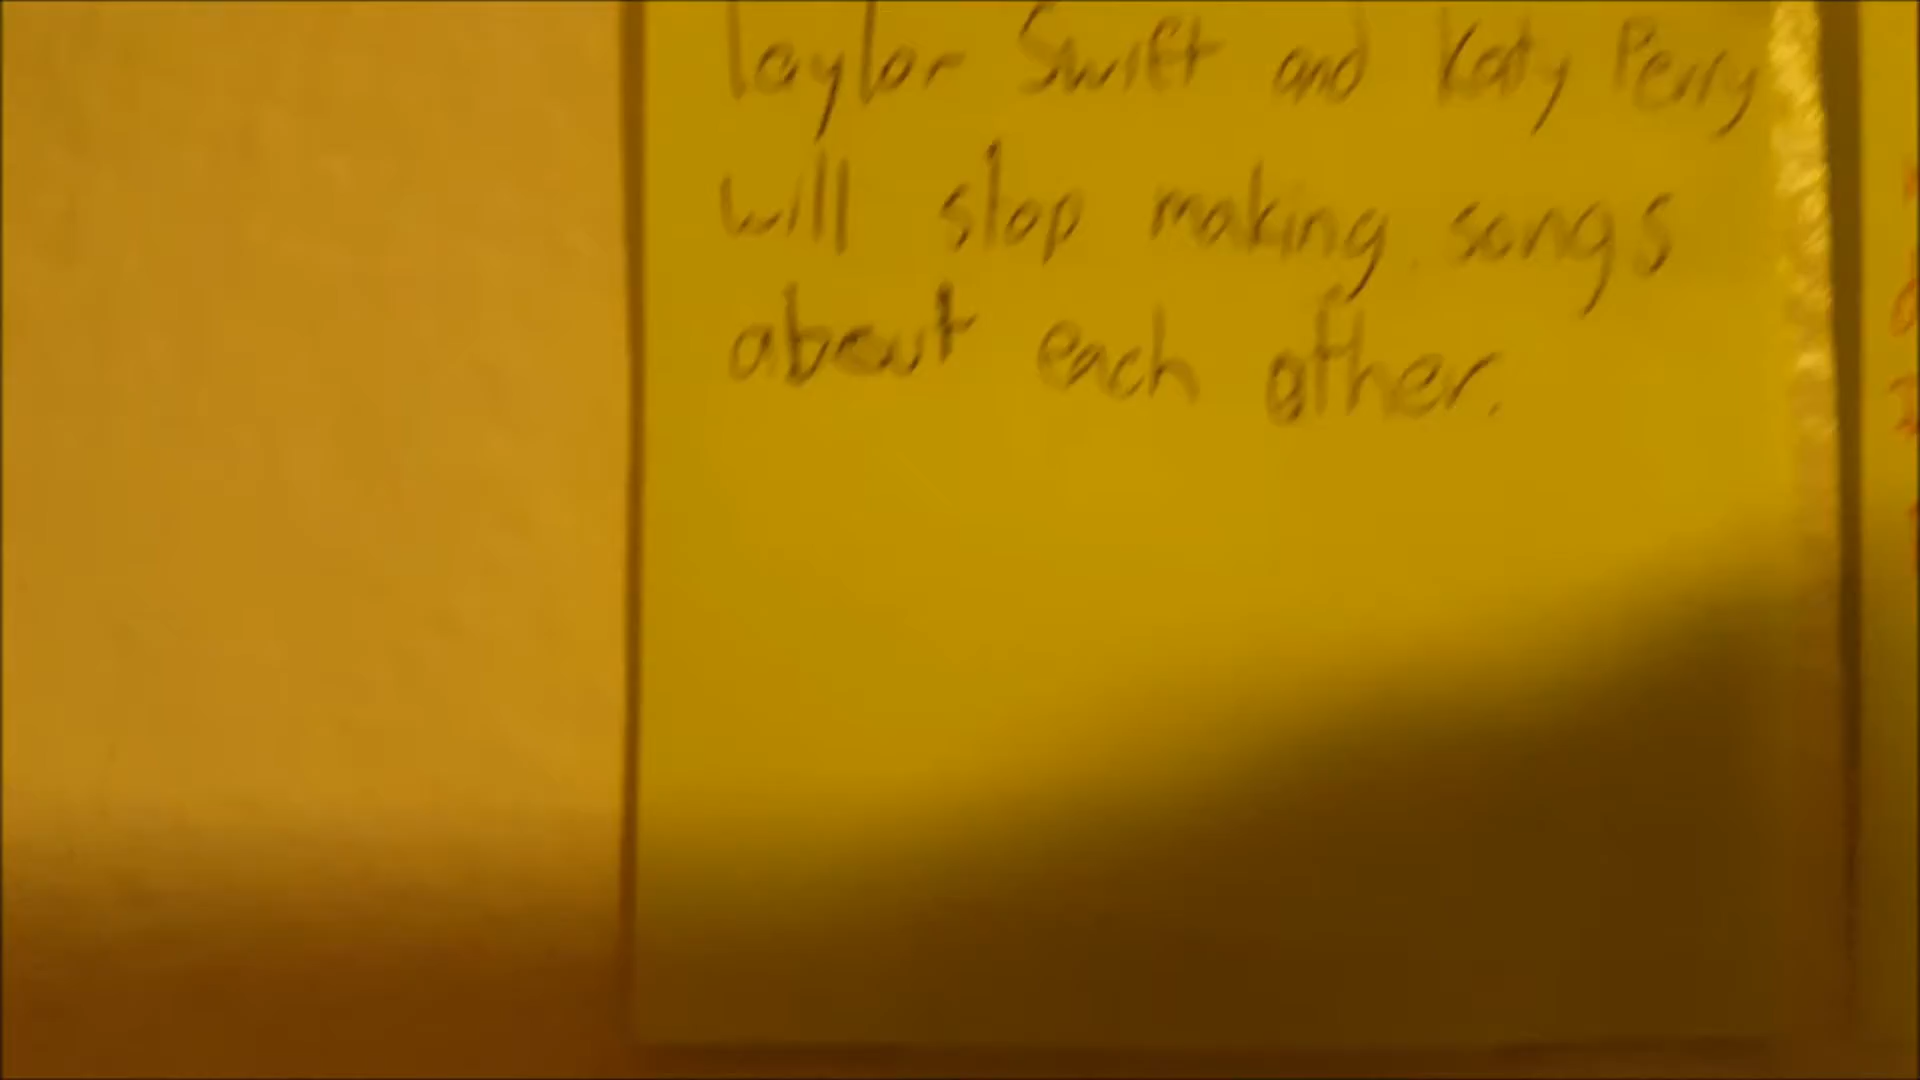 Taylor Swift and Katy Perry
will stop making songs
about each other.